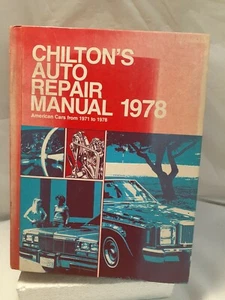 CHILTON'S
AUTO
REPAIR
MANUAL 1978
American Cars from 1971 to 1978